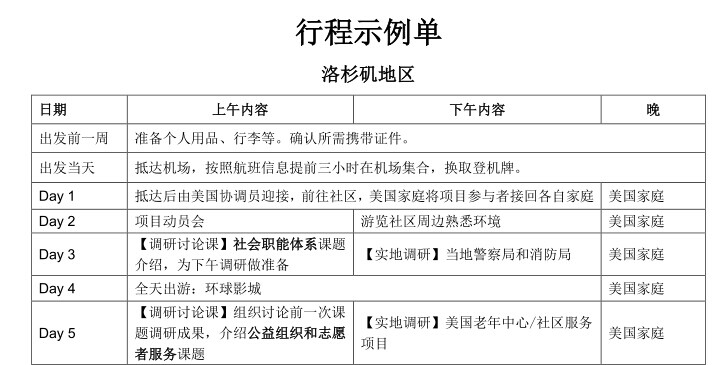 行程示例单
洛杉矶地区
日期 上午内容 下午内容 晚
出发前一周 准备个人用品、行李等。确认所需携带证件。
出发当天 抵达机场，按照航班信息提前三小时在机场集合，换取登机牌。
Day 1 抵达后由美国协调员迎接，前往社区，美国家庭将项目参与者接回各自家庭 美国家庭
Day 2 项目动员会 游览社区周边熟悉环境 美国家庭
Day 3 【调研讨论课】社会职能体系课题
介绍，为下午调研做准备 【实地调研】当地警察局和消防局 美国家庭
Day 4 全天出游：环球影城 美国家庭
Day 5 【调研讨论课】组织讨论前一次课
题调研成果，介绍公益组织和志愿
者服务课题 【实地调研】美国老年中心/社区服务
项目 美国家庭